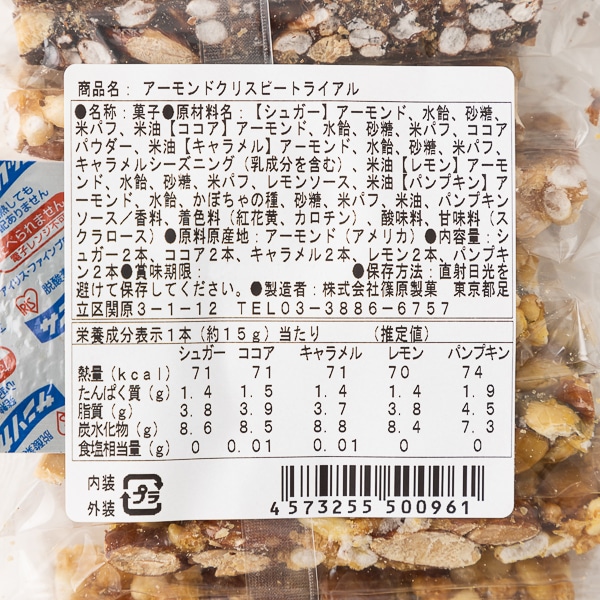 商品名： アーモンドクリスピートライアル
●名称：菓子●原材料名：【シュガー】アーモンド、水飴、砂糖、
米パフ、米油【ココア】アーモンド、水飴、砂糖、米パフ、ココア
パウダー、米油【キャラメル】アーモンド、水飴、砂糖、米パフ、
キャラメルシーズニング（乳成分を含む）、米油【レモン】アーモ
ンド、水飴、砂糖、米パフ、レモンソース、米油【パンプキン】ア
ーモンド、水飴、かぼちゃの種、砂糖、米パフ、米油、パンプキン
ソース／香料、着色料（紅花黄、カロチン）、酸味料、甘味料（ス
クラロース）●原料原産地：アーモンド（アメリカ）●内容量：シ
ュガー２本、ココア２本、キャラメル２本、レモン２本、パンプキ
ン２本●賞味期限： ●保存方法：直射日光を
避けて保存してください。●製造者：株式会社篠原製菓 東京都足
立区関原３-１-１２ TEL０３-３８８６-６７５７
栄養成分表示１本（約１５ｇ）当たり （推定値）
シュガー ココア キャラメル レモン パンプキン
熱量（ｋｃａｌ） 71 71 71 70 74
たんぱく質（ｇ） 1.4 1.5 1.4 1.4 1.9
脂質（ｇ） 3.8 3.9 3.7 3.8 4.5
炭水化物（ｇ） 8.6 8.5 8.8 8.4 7.3
食塩相当量（ｇ） 0 0.01 0.01 0 0.01
内装
外装
プラ
4 573255 500961
べられません
IRIS